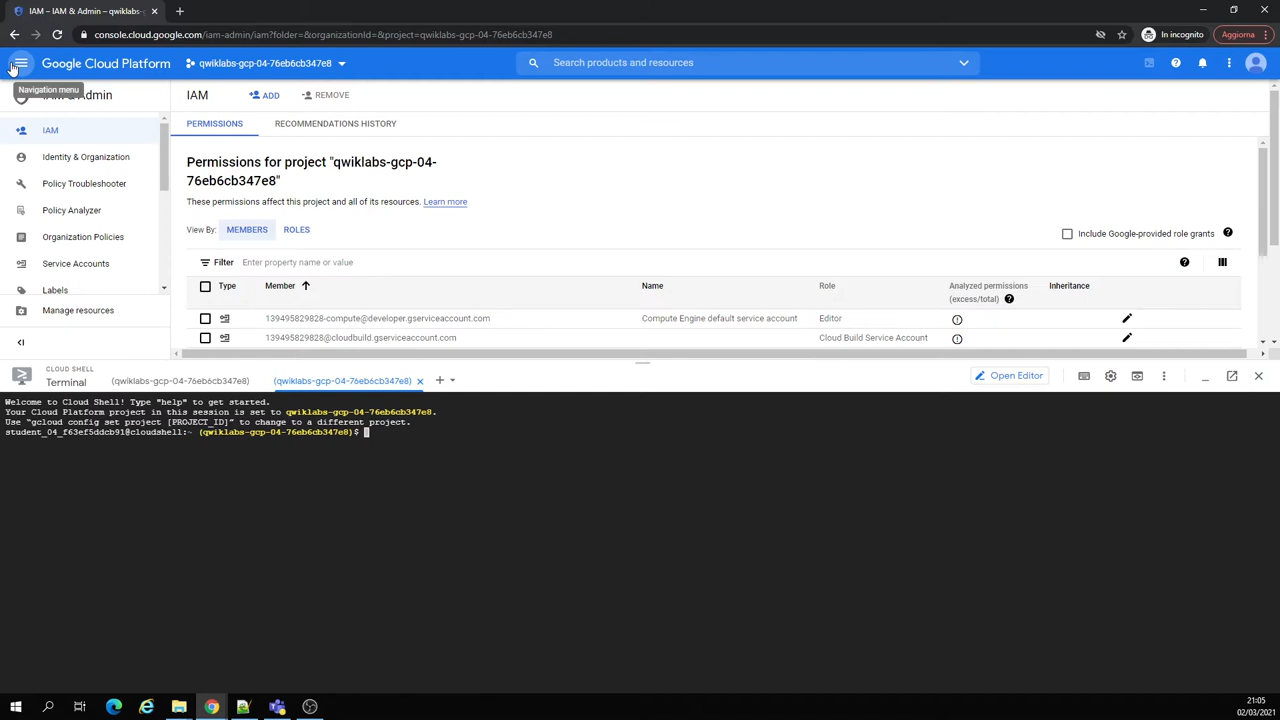 IAM – IAM & Admin – qwiklabs-
console.cloud.google.com/iam-admin/iam?folder=&organizationId=&project=qwiklabs-gcp-04-76eb6cb347e8
In incognito
Aggiorna
Google Cloud Platform
qwiklabs-gcp-04-76eb6cb347e8
Search products and resources
Navigation menu
IAM & Admin
IAM
ADD
REMOVE
PERMISSIONS
RECOMMENDATIONS HISTORY
IAM
Identity & Organization
Policy Troubleshooter
Policy Analyzer
Organization Policies
Service Accounts
Labels
Manage resources
Permissions for project "qwiklabs-gcp-04-
76eb6cb347e8"
These permissions affect this project and all of its resources. Learn more
View By: MEMBERS ROLES
Include Google-provided role grants
Filter Enter property name or value
Type Member Name Role Analyzed permissions (excess/total) Inheritance
139495829828-compute@developer.gserviceaccount.com Compute Engine default service account Editor
139495829828@cloudbuild.gserviceaccount.com Cloud Build Service Account
CLOUD SHELL
Terminal
(qwiklabs-gcp-04-76eb6cb347e8)
(qwiklabs-gcp-04-76eb6cb347e8)
Open Editor
Welcome to Cloud Shell! Type "help" to get started.
Your Cloud Platform project in this session is set to qwiklabs-gcp-04-76eb6cb347e8.
Use "gcloud config set project [PROJECT_ID]" to change to a different project.
student_04_f63ef5ddcb91@cloudshell:~ (qwiklabs-gcp-04-76eb6cb347e8)$
21:05
02/03/2021